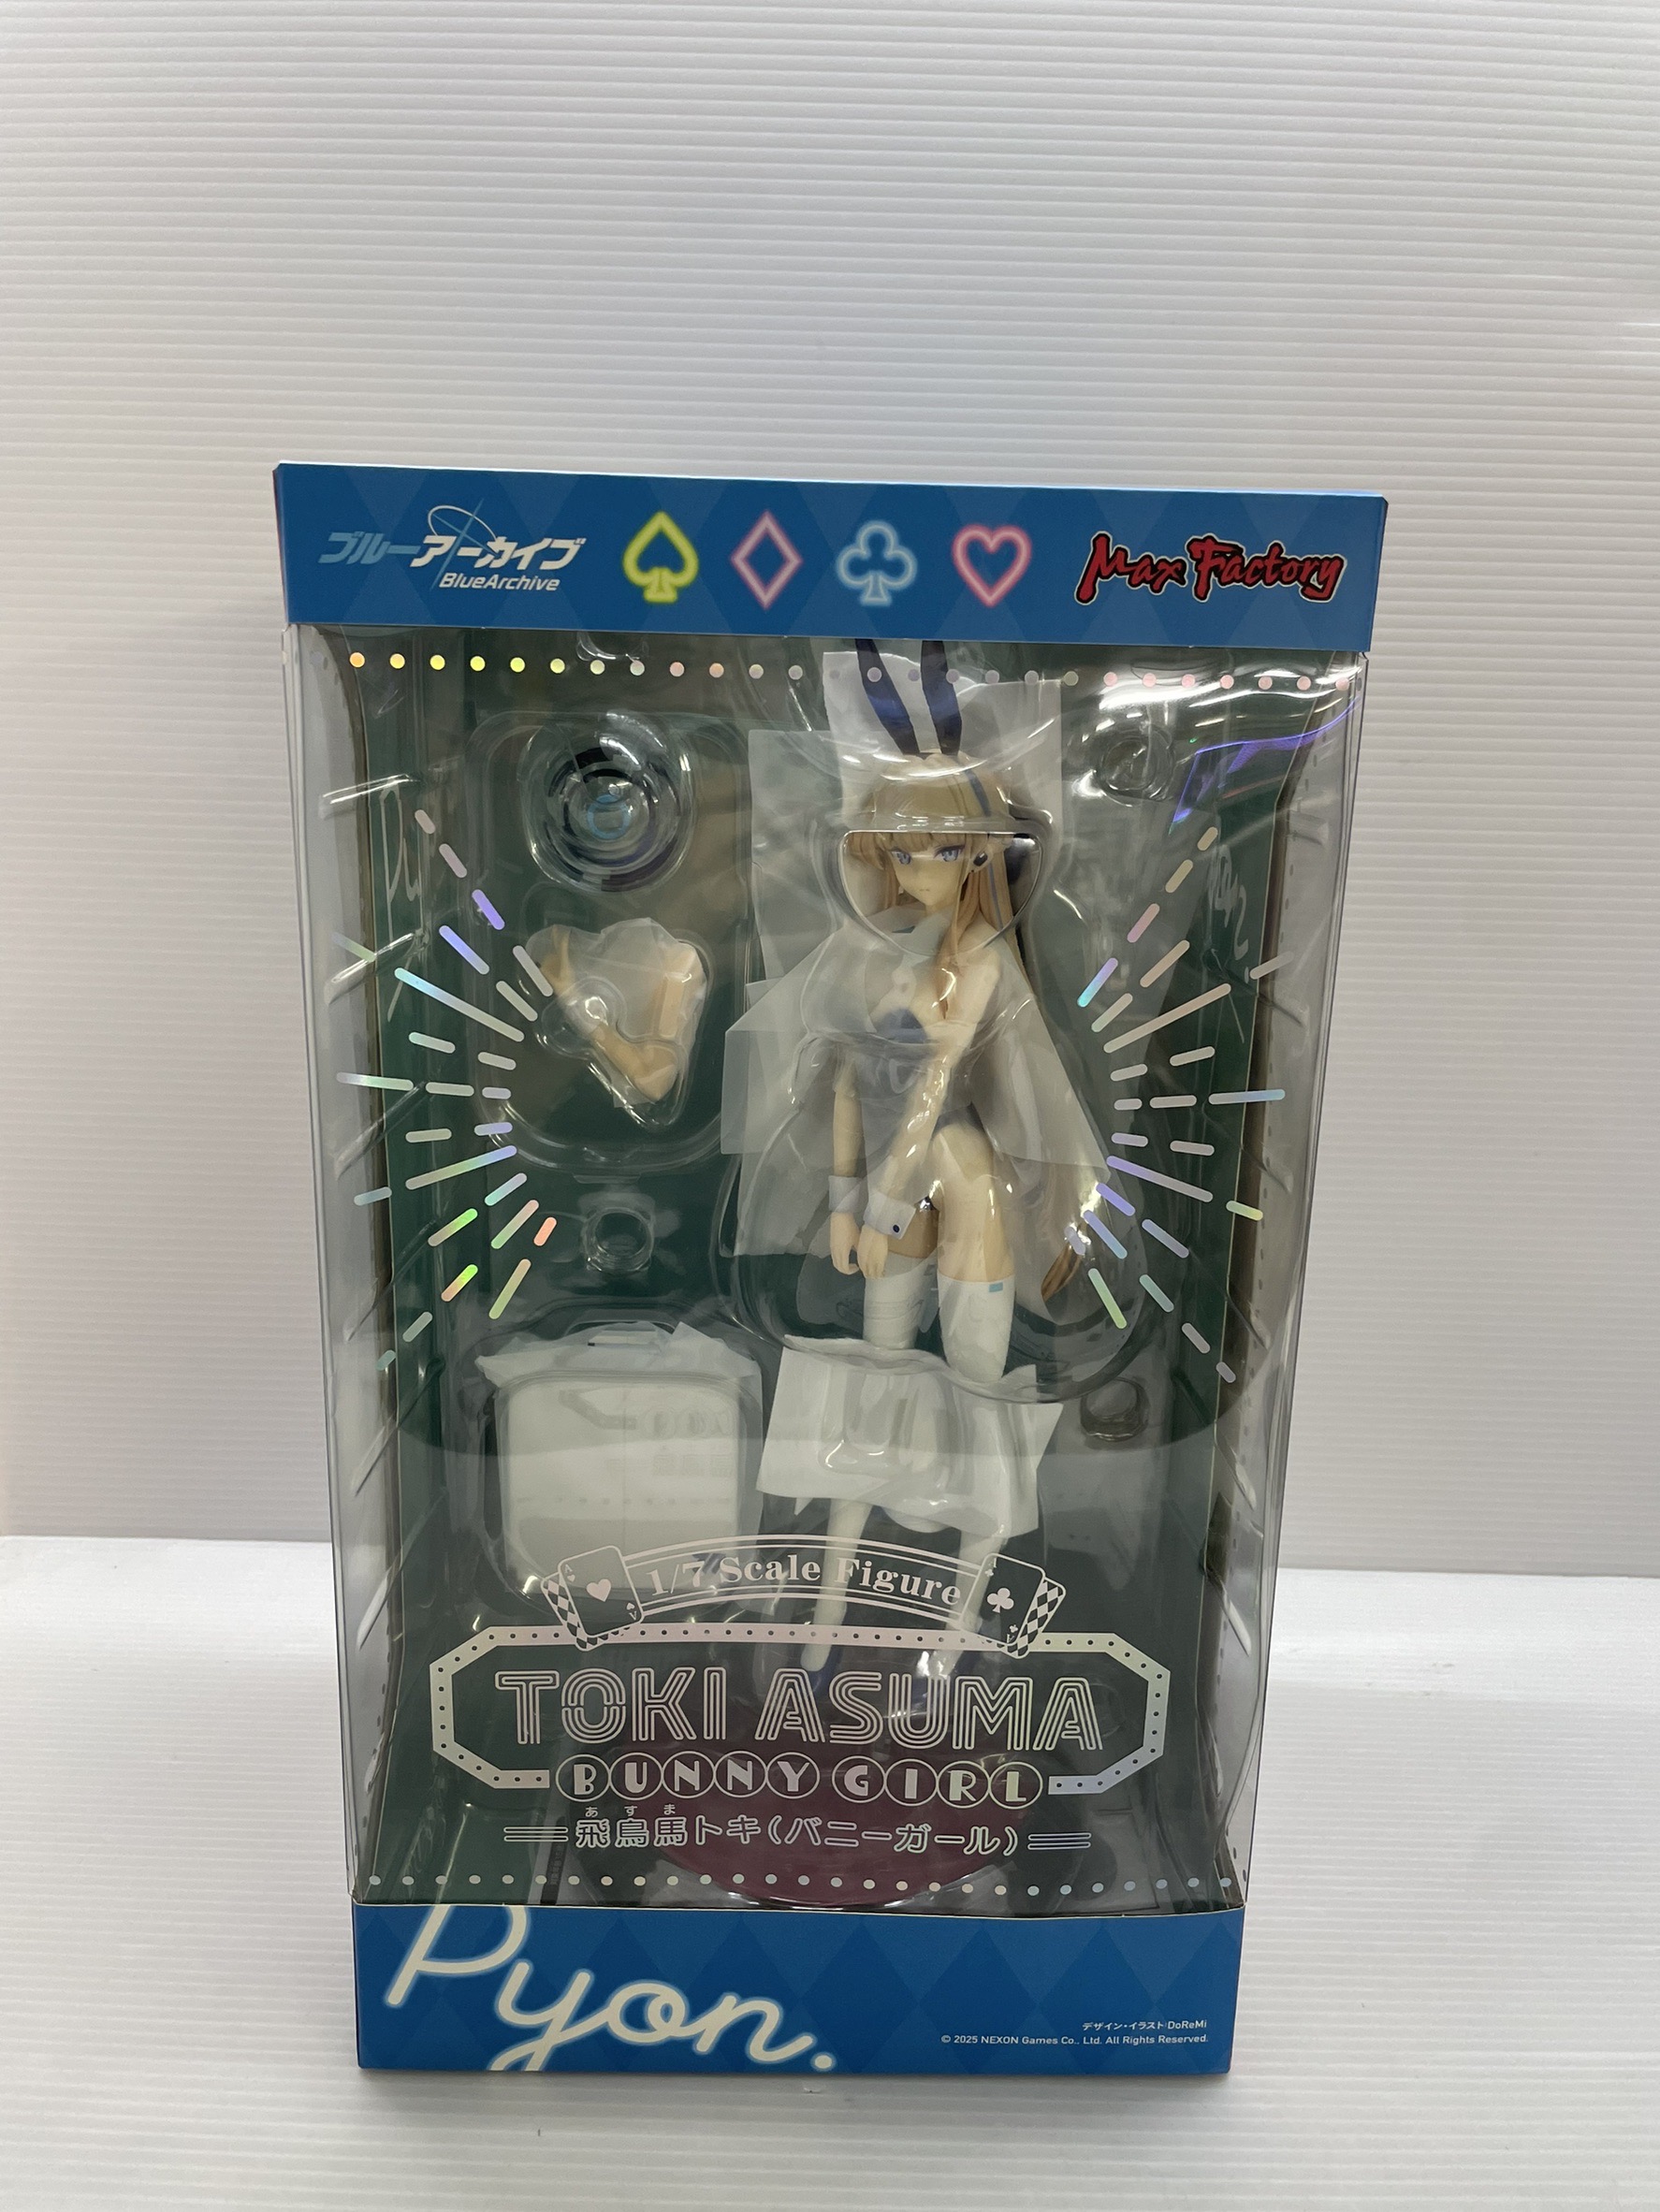 ブルーアーカイブ
BlueArchive
Max Factory
1/7 Scale Figure
TOKI ASUMA
BUNNY GIRL
あすま
飛鳥馬トキ(バニーガール)
Pyon.
デザイン・イラスト:DoReMi
© 2025 NEXON Games Co., Ltd. All Rights Reserved.